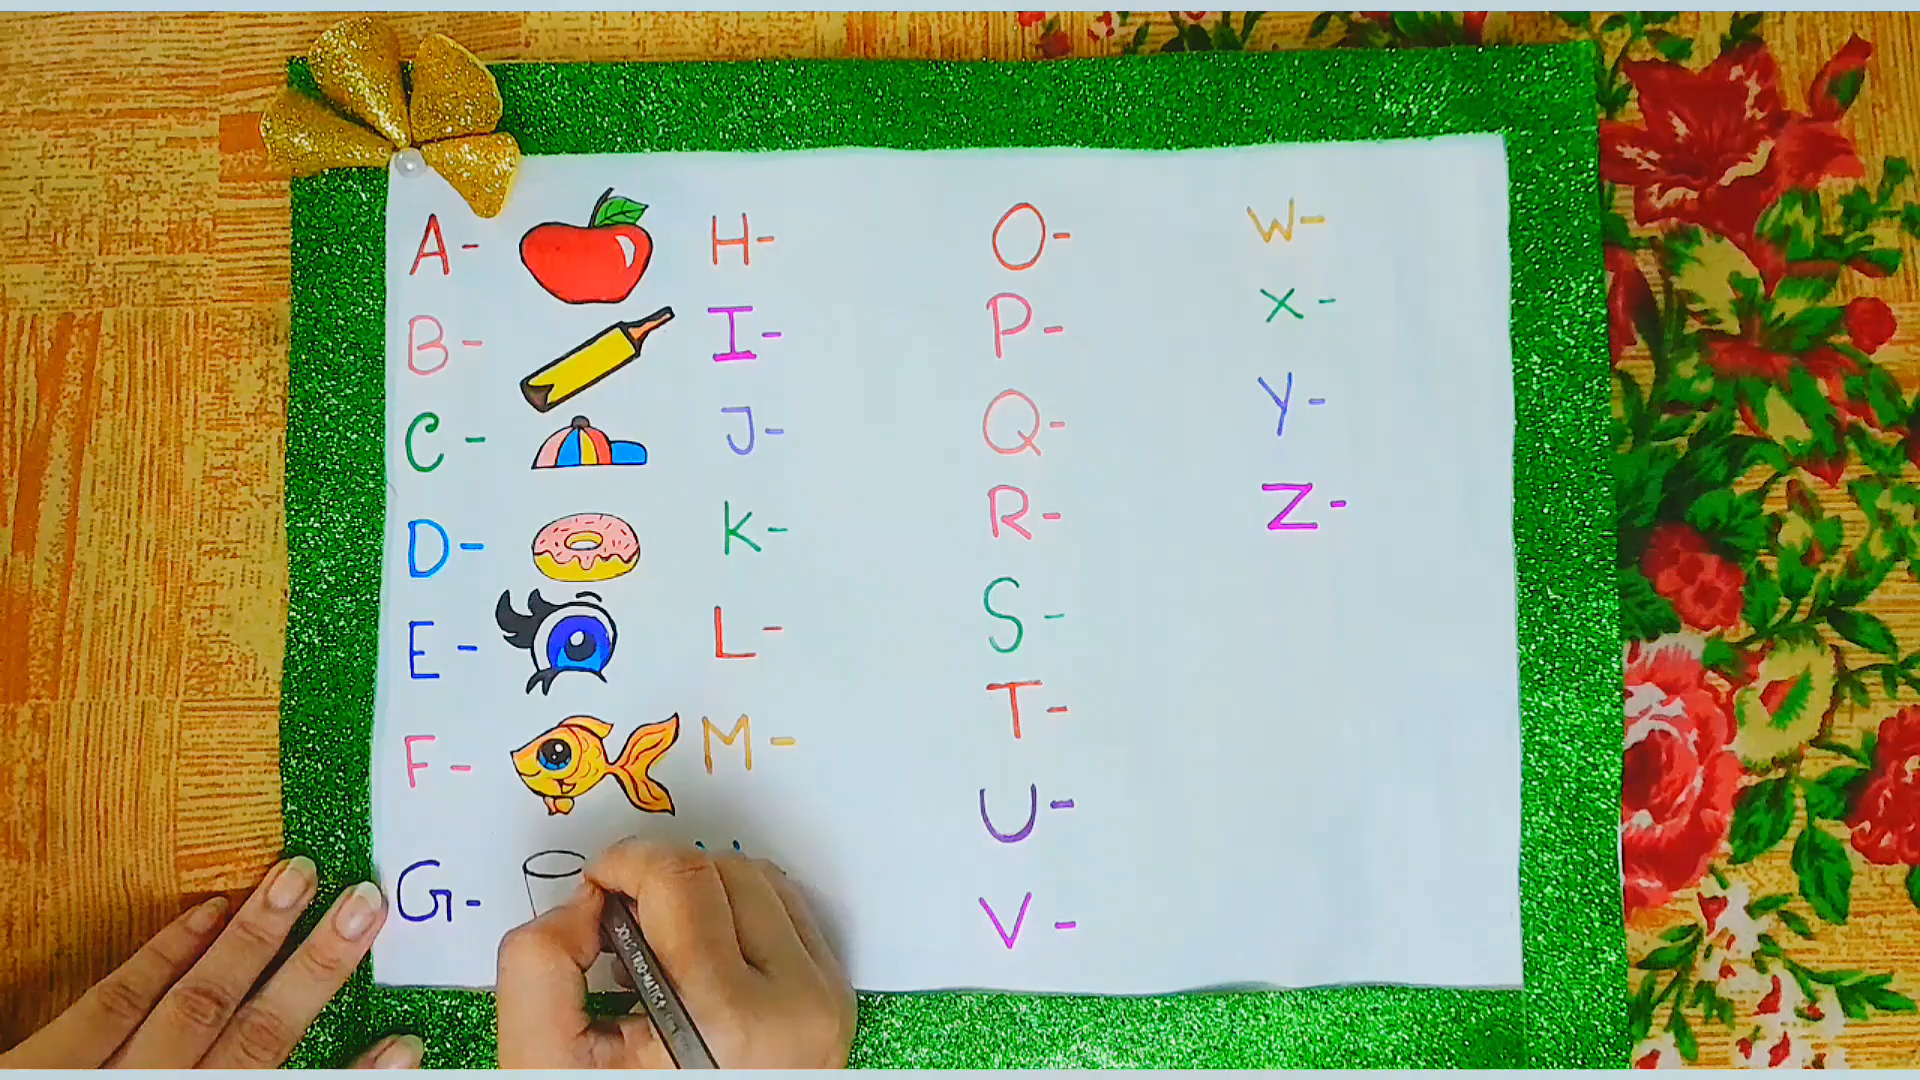 A-
B-
C-
D-
E-
F-
G-
H-
I-
J-
K-
L-
M-
O-
P-
Q-
R-
S-
T-
U-
V-
W-
X-
Y-
Z-